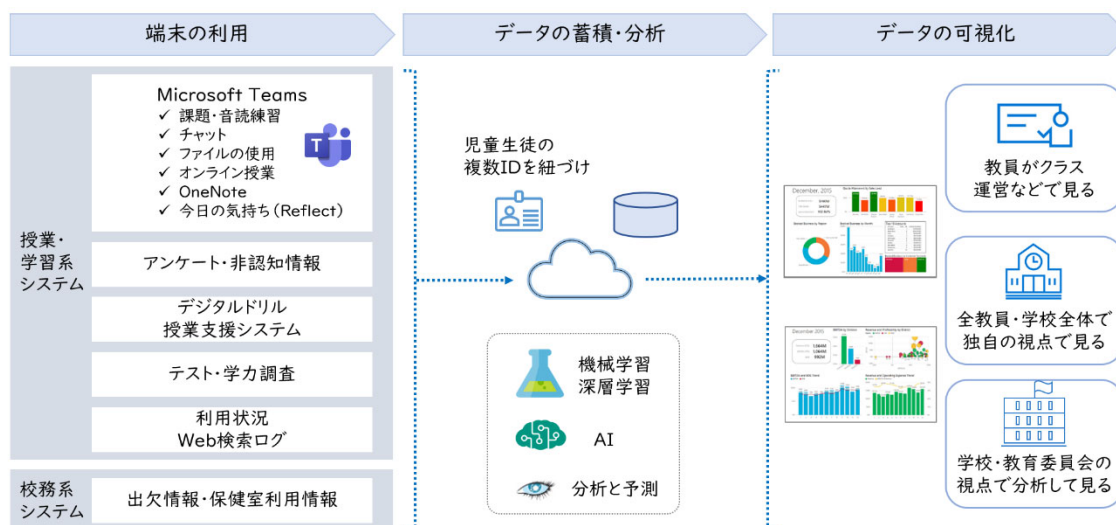 端末の利用
データの蓄積・分析
データの可視化
授業・
学習系
システム
Microsoft Teams
✓ 課題・音読練習
✓ チャット
✓ ファイルの使用
✓ オンライン授業
✓ OneNote
✓ 今日の気持ち(Reflect)
T
アンケート・非認知情報
デジタルドリル
授業支援システム
テスト・学力調査
利用状況
Web検索ログ
校務系
システム
出欠情報・保健室利用情報
児童生徒の
複数IDを紐づけ
機械学習
深層学習
AI
分析と予測
December, 2015
December 2015
教員がクラス
運営などで見る
全教員・学校全体で
独自の視点で見る
学校・教育委員会の
視点で分析して見る